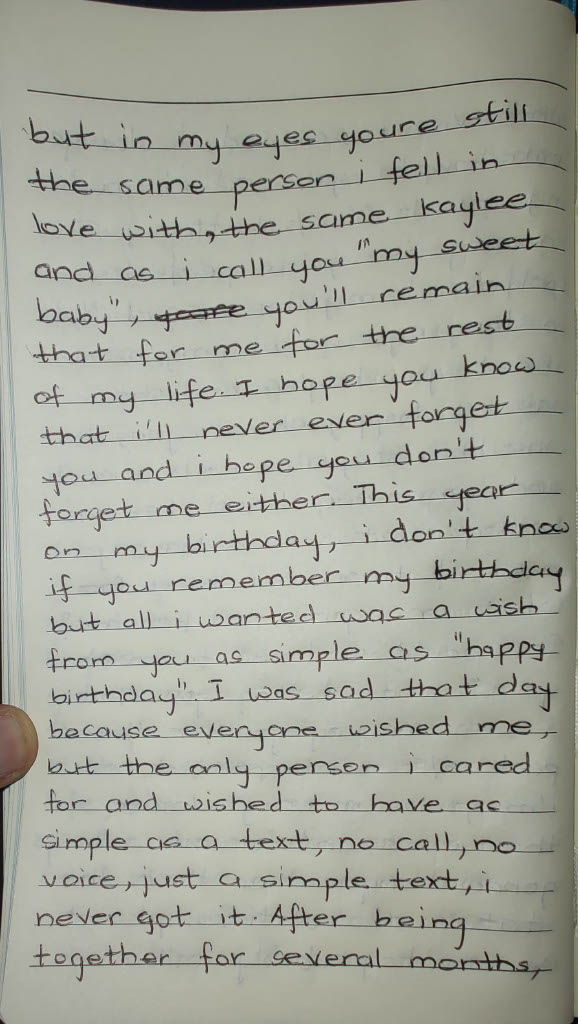 but in my eyes youre still
the same person i fell in
love with, the same kaylee
and as i call you "my sweet
baby", youre you'll remain
that for me for the rest
of my life. I hope you know
that i'll never ever forget
you and i hope you don't
forget me either. This year
on my birthday, i don't know
if you remember my birthday
but all i wanted was a wish
from you as simple as "happy
birthday". I was sad that day
because everyone wished me,
but the only person i cared
for and wished to have as
simple as a text, no call, no
voice, just a simple text, i
never got it. After being
together for several months,